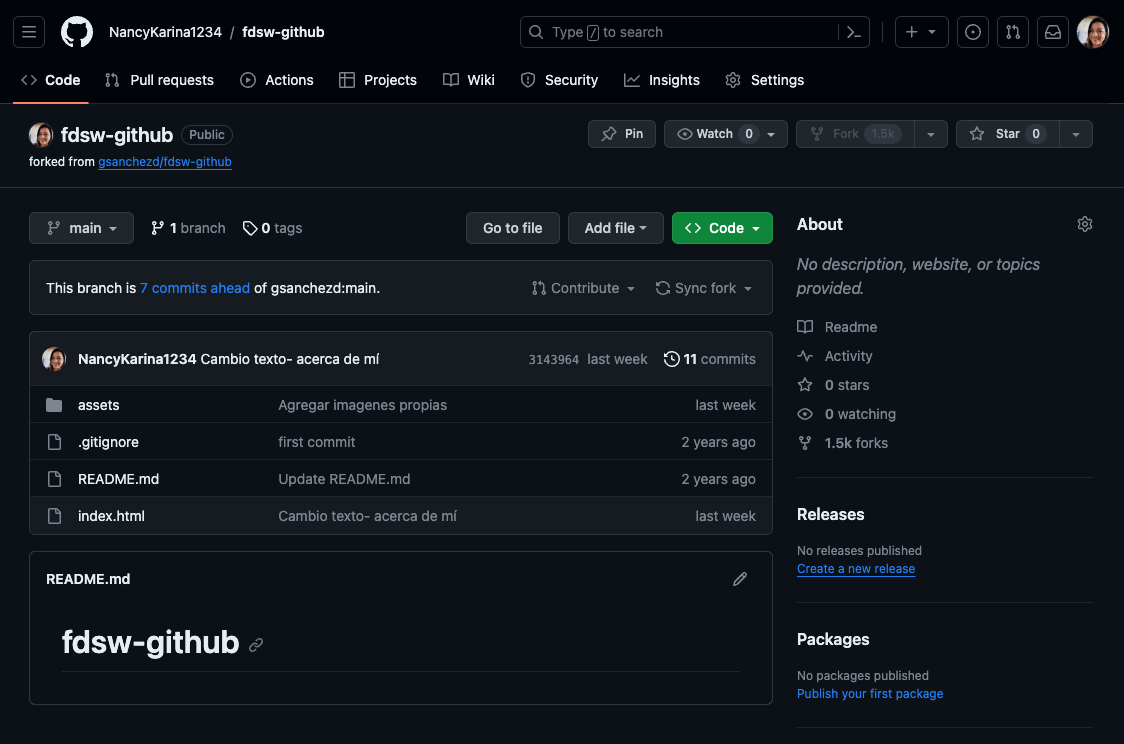 NancyKarina1234 / fdsw-github
Type / to search
Code Pull requests Actions Projects Wiki Security Insights Settings
fdsw-github Public
Pin Watch 0 Fork 1.5k Star 0
forked from gsanchezd/fdsw-github
main 1 branch 0 tags Go to file Add file Code
This branch is 7 commits ahead of gsanchezd:main. Contribute Sync fork
NancyKarina1234 Cambio texto- acerca de mí 3143964 last week 11 commits
assets Agregar imagenes propias last week
.gitignore first commit 2 years ago
README.md Update README.md 2 years ago
index.html Cambio texto- acerca de mí last week
README.md
fdsw-github
About
No description, website, or topics
provided.
Readme
Activity
0 stars
0 watching
1.5k forks
Releases
No releases published
Create a new release
Packages
No packages published
Publish your first package